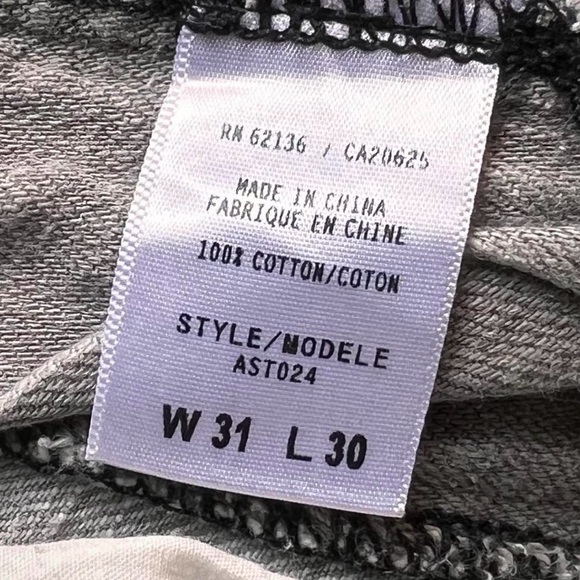 RN 62136 / CA20625
MADE IN CHINA
FABRIQUE EN CHINE
100% COTTON/COTON
STYLE/MODELE
AST024
W 31 L 30